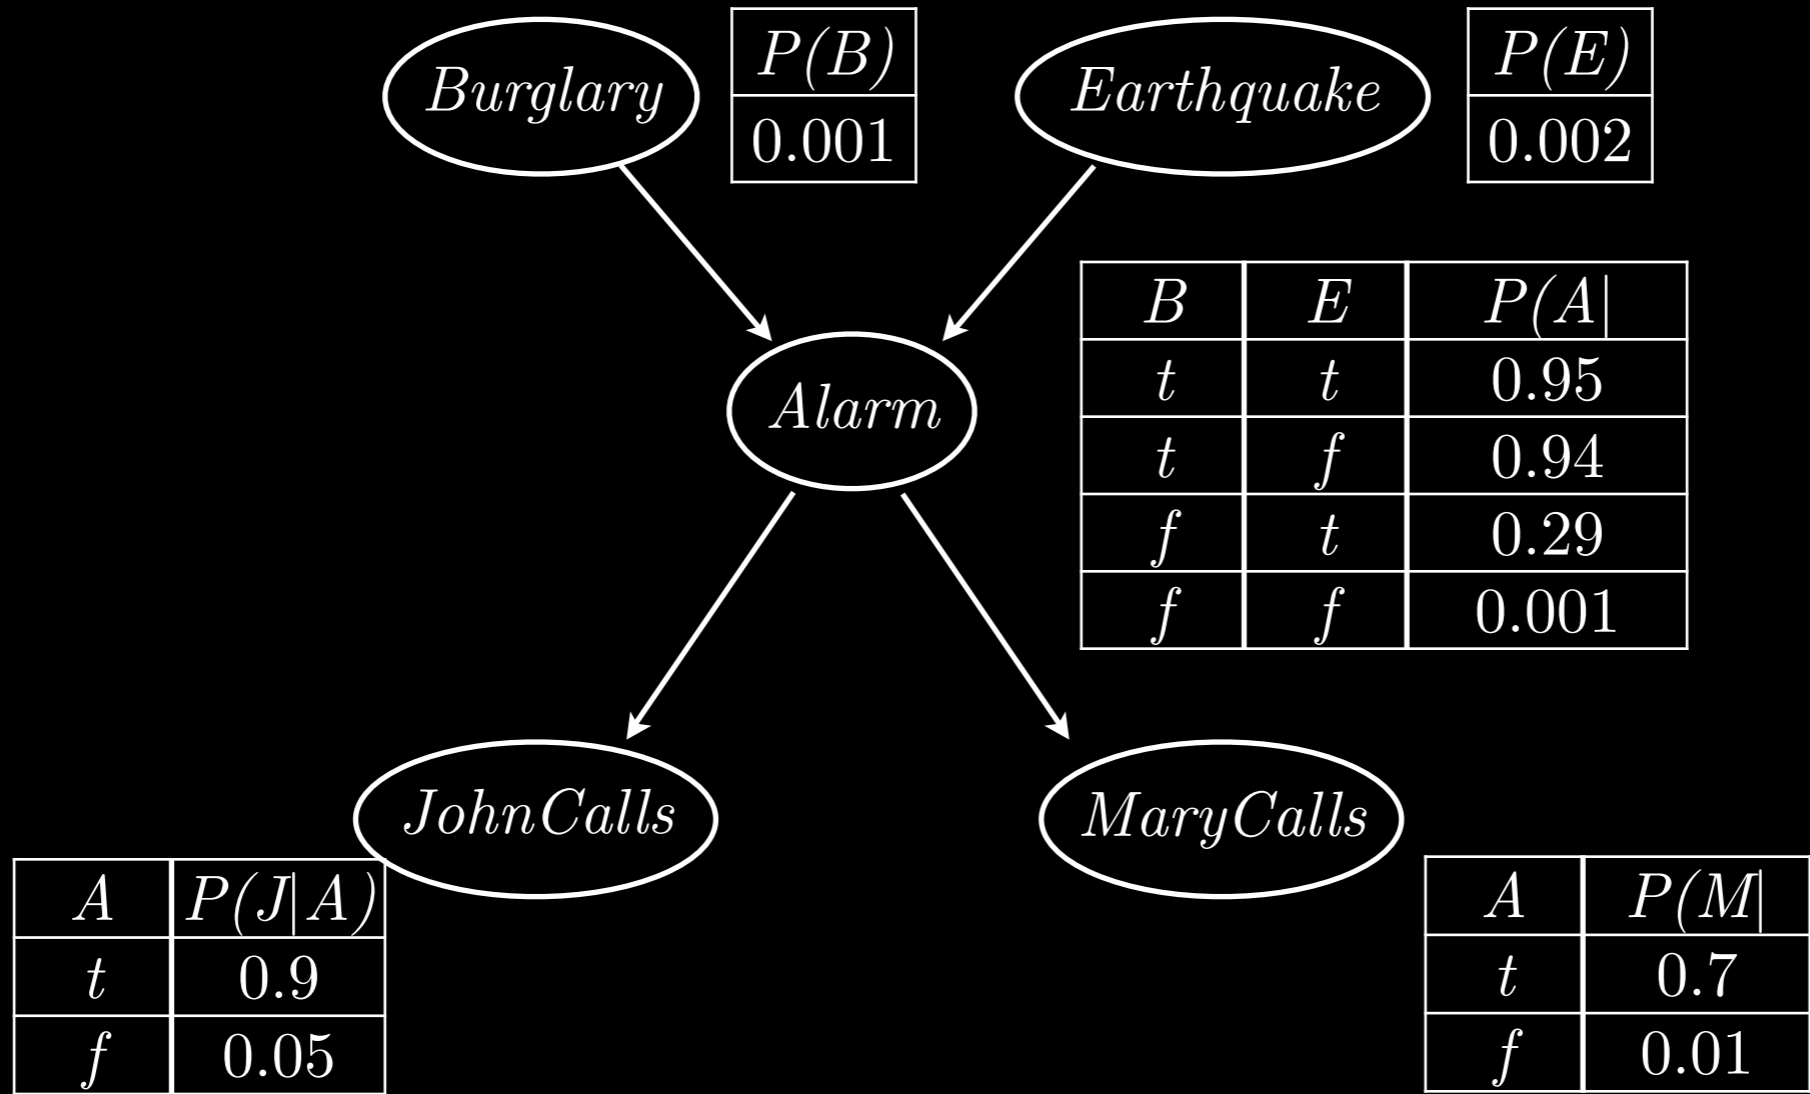 Burglary
P(B)
0.001
Earthquake
P(E)
0.002
B E P(A|
t t 0.95
t f 0.94
f t 0.29
f f 0.001
Alarm
JohnCalls
MaryCalls
A P(J|A)
t 0.9
f 0.05
A P(M|
t 0.7
f 0.01